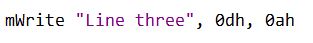 mWrite "Line three", 0dh, 0ah